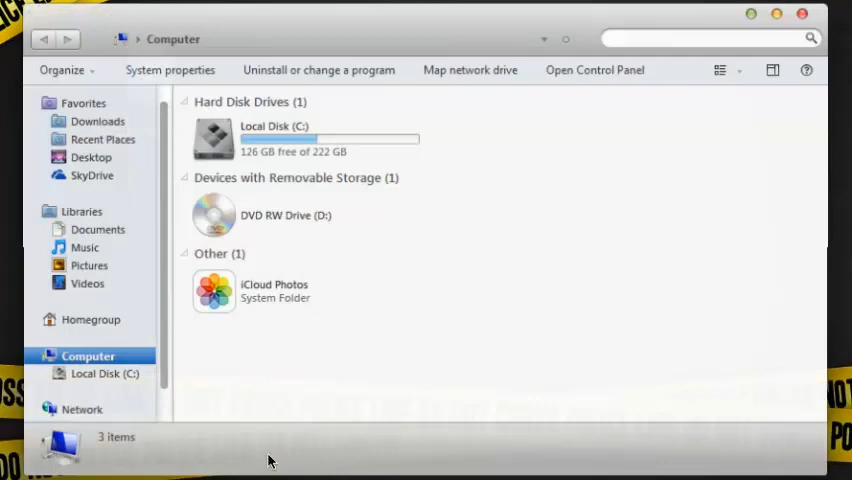 Computer
Organize
System properties
Uninstall or change a program
Map network drive
Open Control Panel
Favorites
Downloads
Recent Places
Desktop
SkyDrive
Libraries
Documents
Music
Pictures
Videos
Homegroup
Computer
Local Disk (C:)
Network
Hard Disk Drives (1)
Local Disk (C:)
126 GB free of 222 GB
Devices with Removable Storage (1)
DVD RW Drive (D:)
Other (1)
iCloud Photos
System Folder
3 items